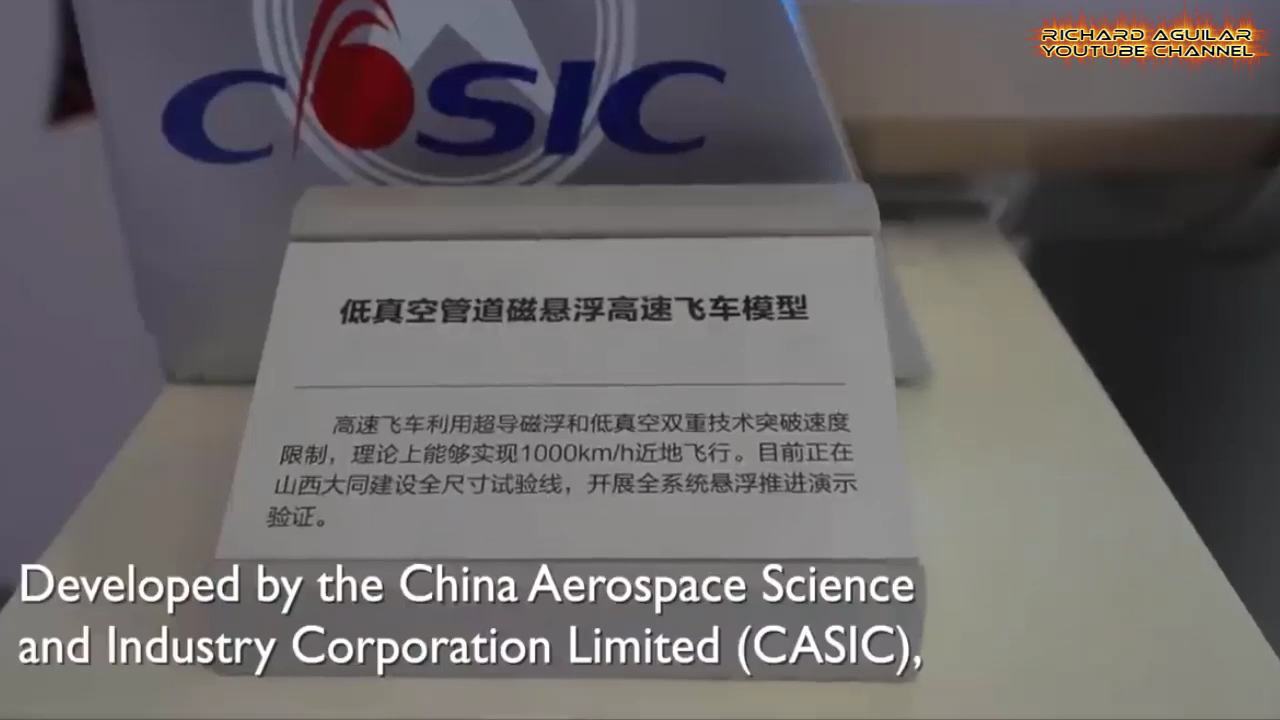 RICHARD AGUILAR
YOUTUBE CHANNEL
CASIC
低真空管道磁悬浮高速飞车模型
高速飞车利用超导磁浮和低真空双重技术突破速度
限制，理论上能够实现1000km/h近地飞行。目前正在
山西大同建设全尺寸试验线，开展全系统悬浮推进演示
验证。
Developed by the China Aerospace Science
and Industry Corporation Limited (CASIC),